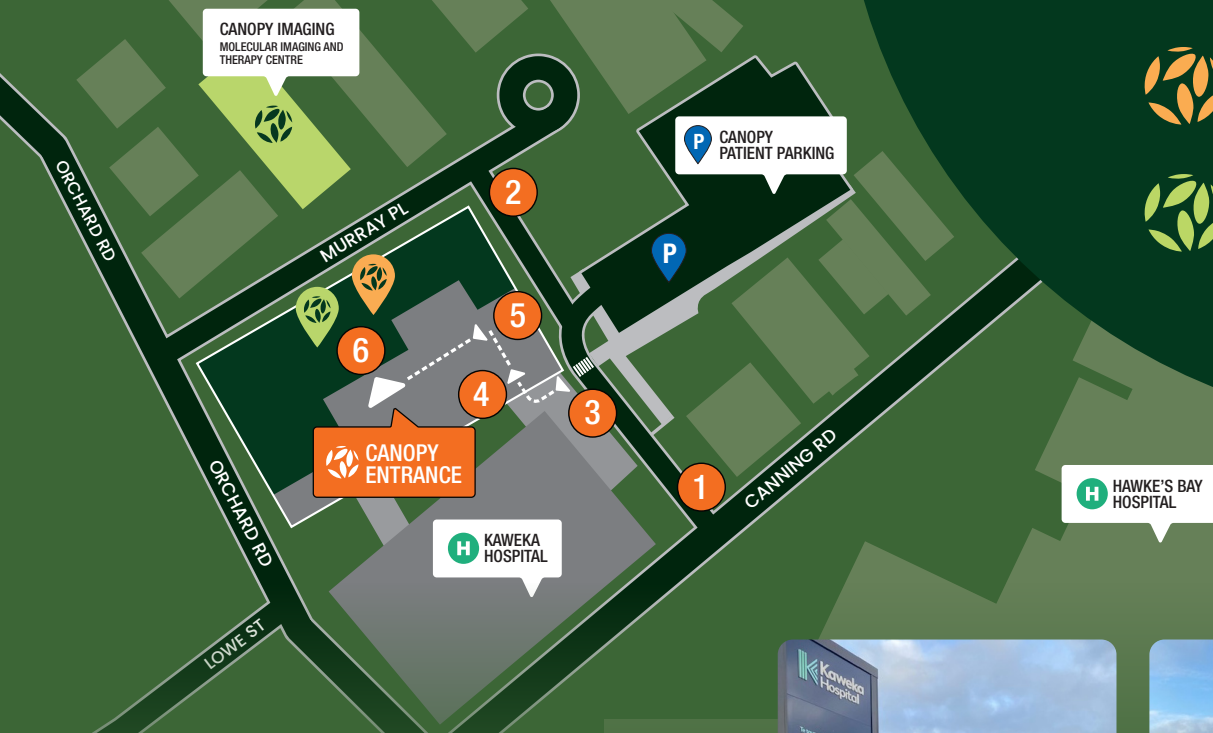 CANOPY IMAGING
MOLECULAR IMAGING AND
THERAPY CENTRE
P
CANOPY
PATIENT PARKING
ORCHARD RD
MURRAY PL
2
P
5
6
4
3
CANOPY
ENTRANCE
1
CANNING RD
ORCHARD RD
H
HAWKE'S BAY
HOSPITAL
H
KAWEKA
HOSPITAL
LOWE ST
Kaweka
Hospital